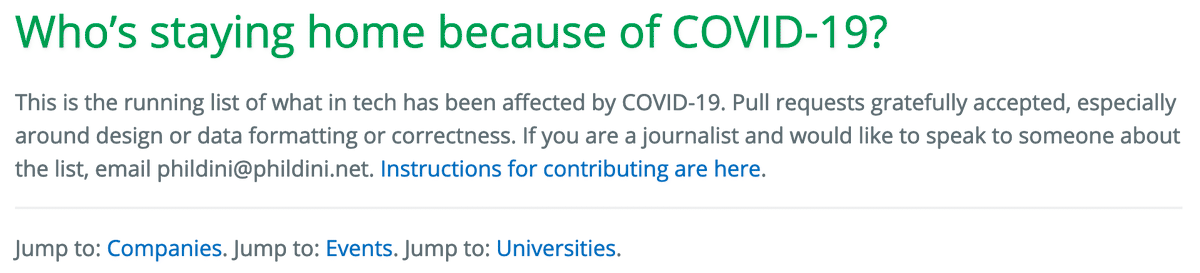 Who’s staying home because of COVID-19?
This is the running list of what in tech has been affected by COVID-19. Pull requests gratefully accepted, especially
around design or data formatting or correctness. If you are a journalist and would like to speak to someone about
the list, email phildini@phildini.net. Instructions for contributing are here.
Jump to: Companies. Jump to: Events. Jump to: Universities.